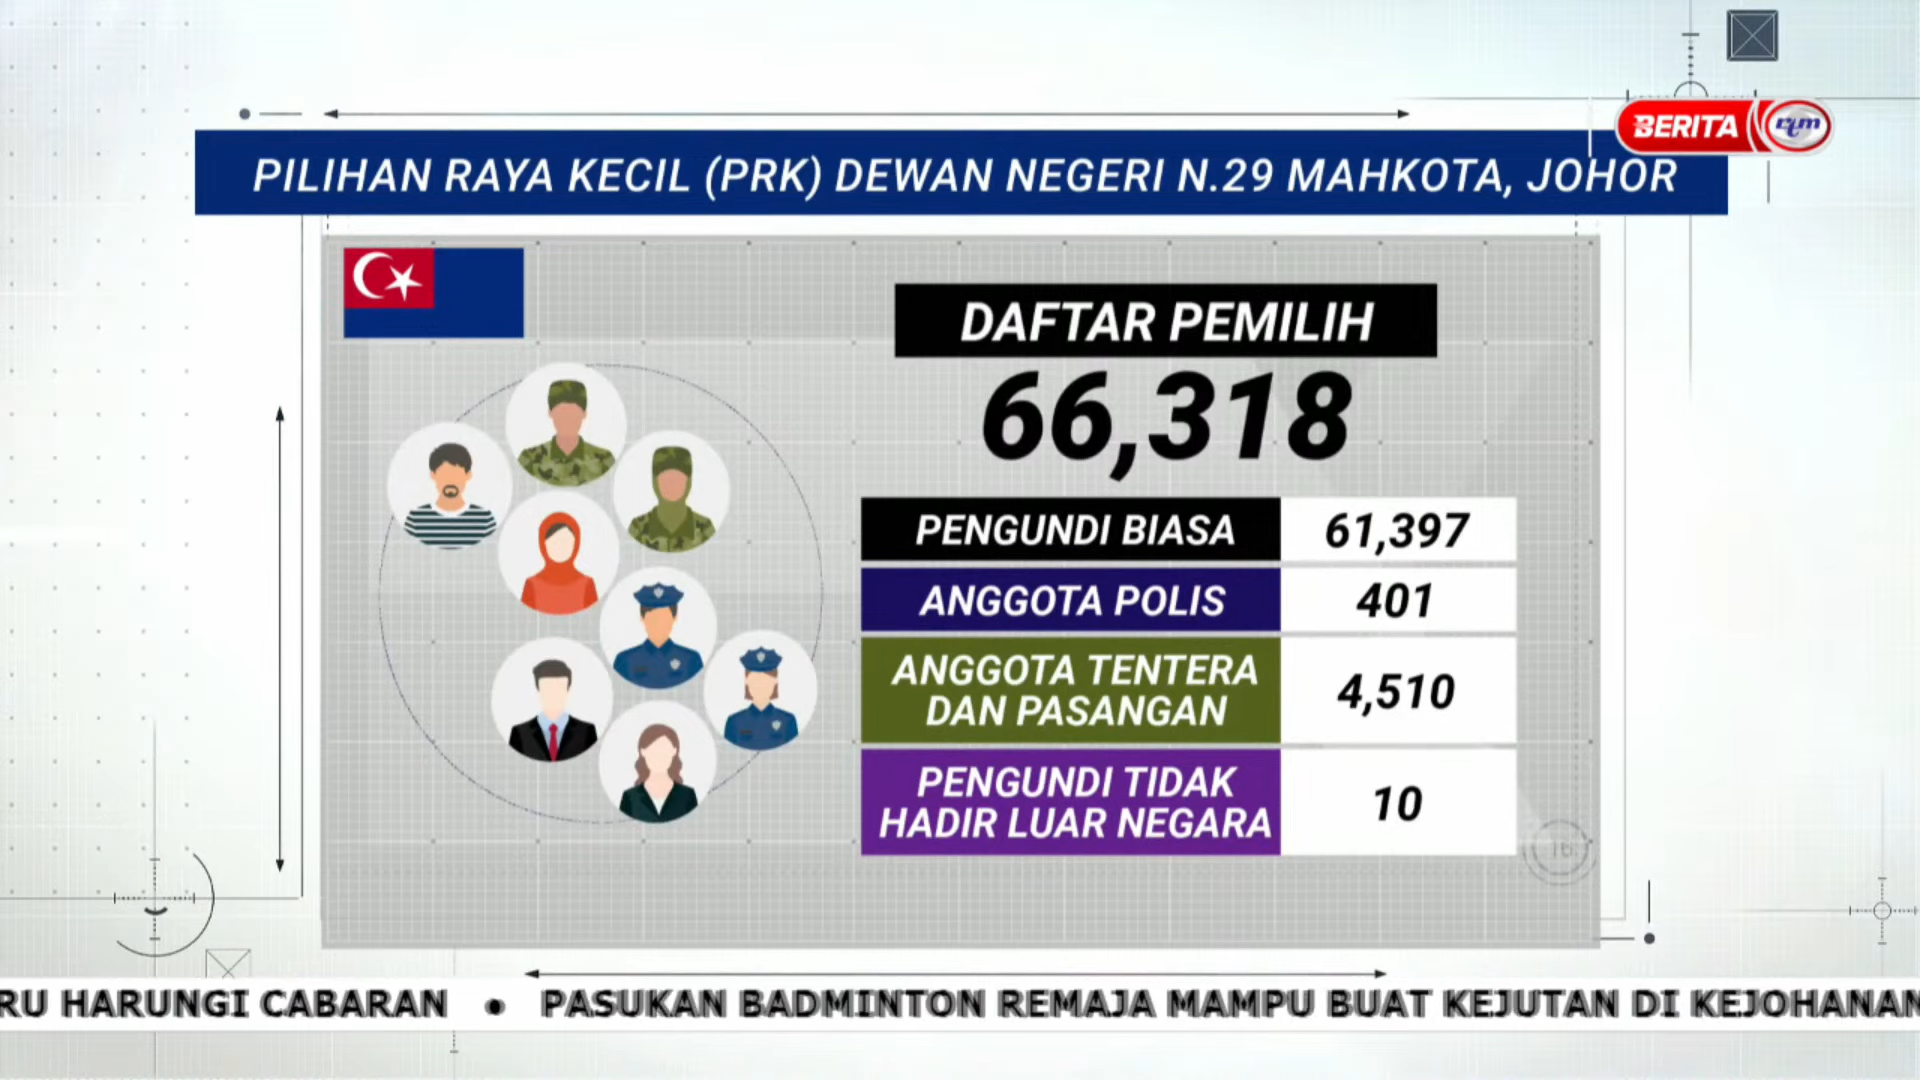 BERITA rtm
PILIHAN RAYA KECIL (PRK) DEWAN NEGERI N.29 MAHKOTA, JOHOR
DAFTAR PEMILIH
66,318
PENGUNDI BIASA 61,397
ANGGOTA POLIS 401
ANGGOTA TENTERA
DAN PASANGAN 4,510
PENGUNDI TIDAK
HADIR LUAR NEGARA 10
RU HARUNGI CABARAN • PASUKAN BADMINTON REMAJA MAMPU BUAT KEJUTAN DI KEJOHANAN